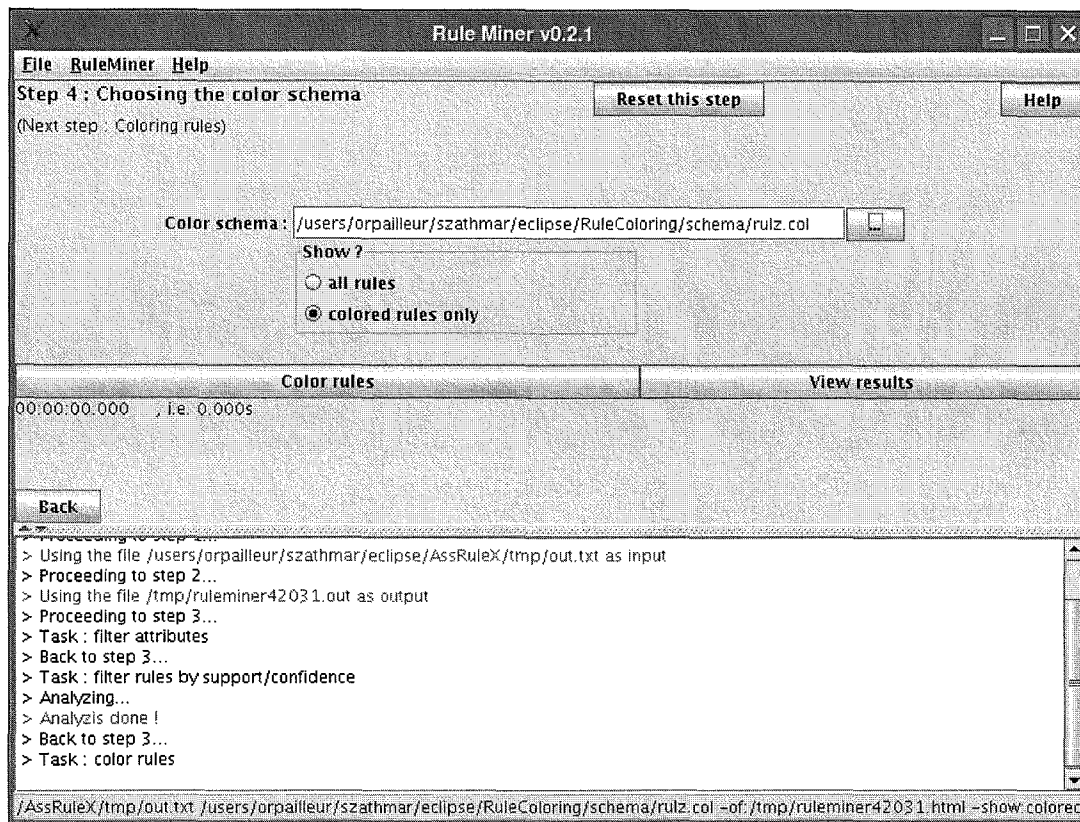 Rule Miner v0.2.1
File RuleMiner Help
Step 4 : Choosing the color schema
Reset this step
Help
(Next step : Coloring rules)
Color schema : /users/orpailleur/szathmar/eclipse/RuleColoring/schema/rulz.col ...
Show ?
all rules
colored rules only
Color rules
View results
00:00:00.000 , i.e. 0.000s
Back
> Proceeding to step 1...
> Using the file /users/orpailleur/szathmar/eclipse/AssRuleX/tmp/out.txt as input
> Proceeding to step 2...
> Using the file /tmp/ruleminer42031.out as output
> Proceeding to step 3...
> Task : filter attributes
> Back to step 3...
> Task : filter rules by support/confidence
> Analyzing...
> Analyzis done !
> Back to step 3...
> Task : color rules
/AssRuleX/tmp/out.txt /users/orpailleur/szathmar/eclipse/RuleColoring/schema/rulz.col -of:/tmp/ruleminer42031.html -show:colored